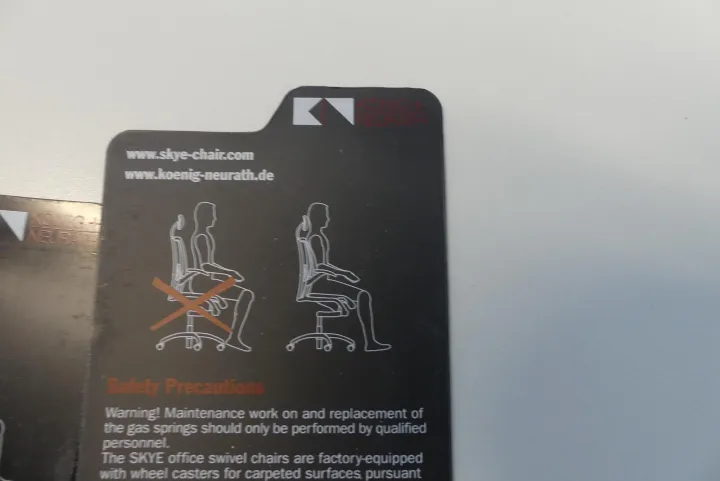 www.skye-chair.com
www.koenig-neurath.de
Safety Precautions
Warning! Maintenance work on and replacement of
the gas springs should only be performed by qualified
personnel.
The SKYE office swivel chairs are factory-equipped
with wheel casters for carpeted surfaces, pursuant